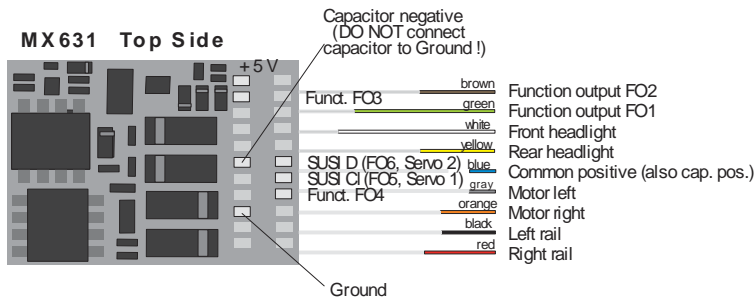 Capacitor negative
(DO NOT connect
capacitor to Ground !)
MX631 Top Side
+5V
brown Function output FO2
Funct. FO3
green Function output FO1
white Front headlight
yellow Rear headlight
SUSI D (FO6, Servo 2) blue Common positive (also cap. pos.)
SUSI Cl (FO5, Servo 1) gray Motor left
Funct. FO4
orange Motor right
black Left rail
red Right rail
Ground